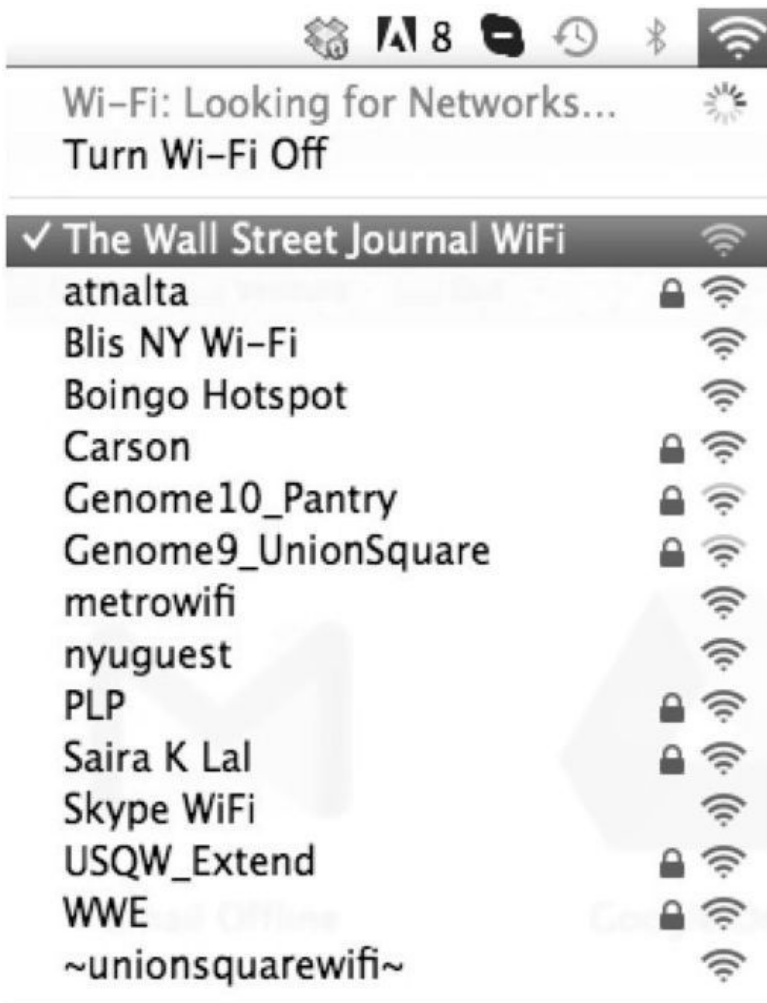 8
Wi-Fi: Looking for Networks...
Turn Wi-Fi Off
The Wall Street Journal WiFi
atnalta
Blis NY Wi-Fi
Boingo Hotspot
Carson
Genome10_Pantry
Genome9_UnionSquare
metrowifi
nyuguest
PLP
Saira K Lal
Skype WiFi
USQW_Extend
WWE
~unionsquarewifi~